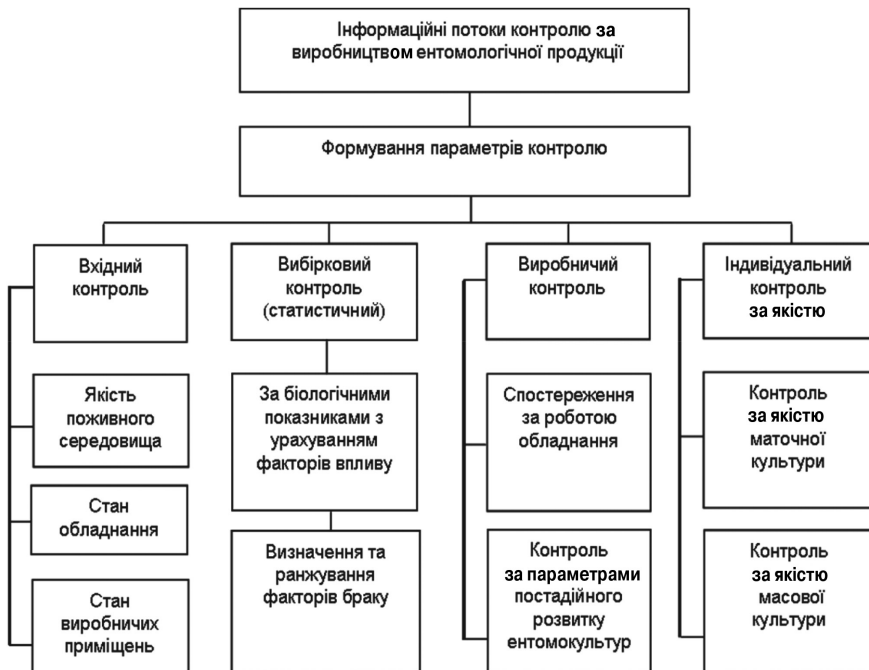 Інформаційні потоки контролю за
виробництвом ентомологічної продукції
Формування параметрів контролю
Вхідний
контроль
Якість
поживного
середовища
Стан
обладнання
Стан
виробничих
приміщень
Вибірковий
контроль
(статистичний)
За біологічними
показниками з
урахуванням
факторів впливу
Визначення та
ранжування
факторів браку
Виробничий
контроль
Спостереження
за роботою
обладнання
Контроль
за параметрами
постадійного
розвитку
ентомокультур
Індивідуальний
контроль
за якістю
Контроль
за якістю
маточної
культури
Контроль
за якістю
масової
культури